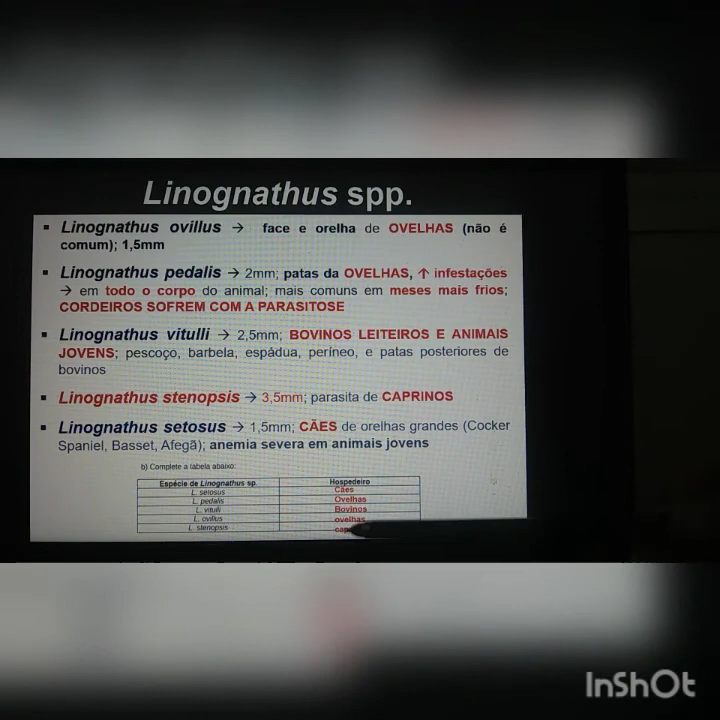 Linognathus spp.
▪ Linognathus ovillus → face e orelha de OVELHAS (não é
comum); 1,5mm
▪ Linognathus pedalis → 2mm; patas da OVELHAS, ↑ infestações
→ em todo o corpo do animal; mais comuns em meses mais frios;
CORDEIROS SOFREM COM A PARASITOSE
▪ Linognathus vitulli → 2,5mm; BOVINOS LEITEIROS E ANIMAIS
JOVENS; pescoço, barbela, espádua, períneo, e patas posteriores de
bovinos
▪ Linognathus stenopsis → 3,5mm; parasita de CAPRINOS
▪ Linognathus setosus → 1,5mm; CÃES de orelhas grandes (Cocker
Spaniel, Basset, Afegã); anemia severa em animais jovens
b) Complete a tabela abaixo:
Espécie de Linognathus sp. Hospedeiro
L. setosus Cães
L. pedalis Ovelhas
L. vitulli Bovinos
L. ovillus ovelhas
L. stenopsis
InShOt